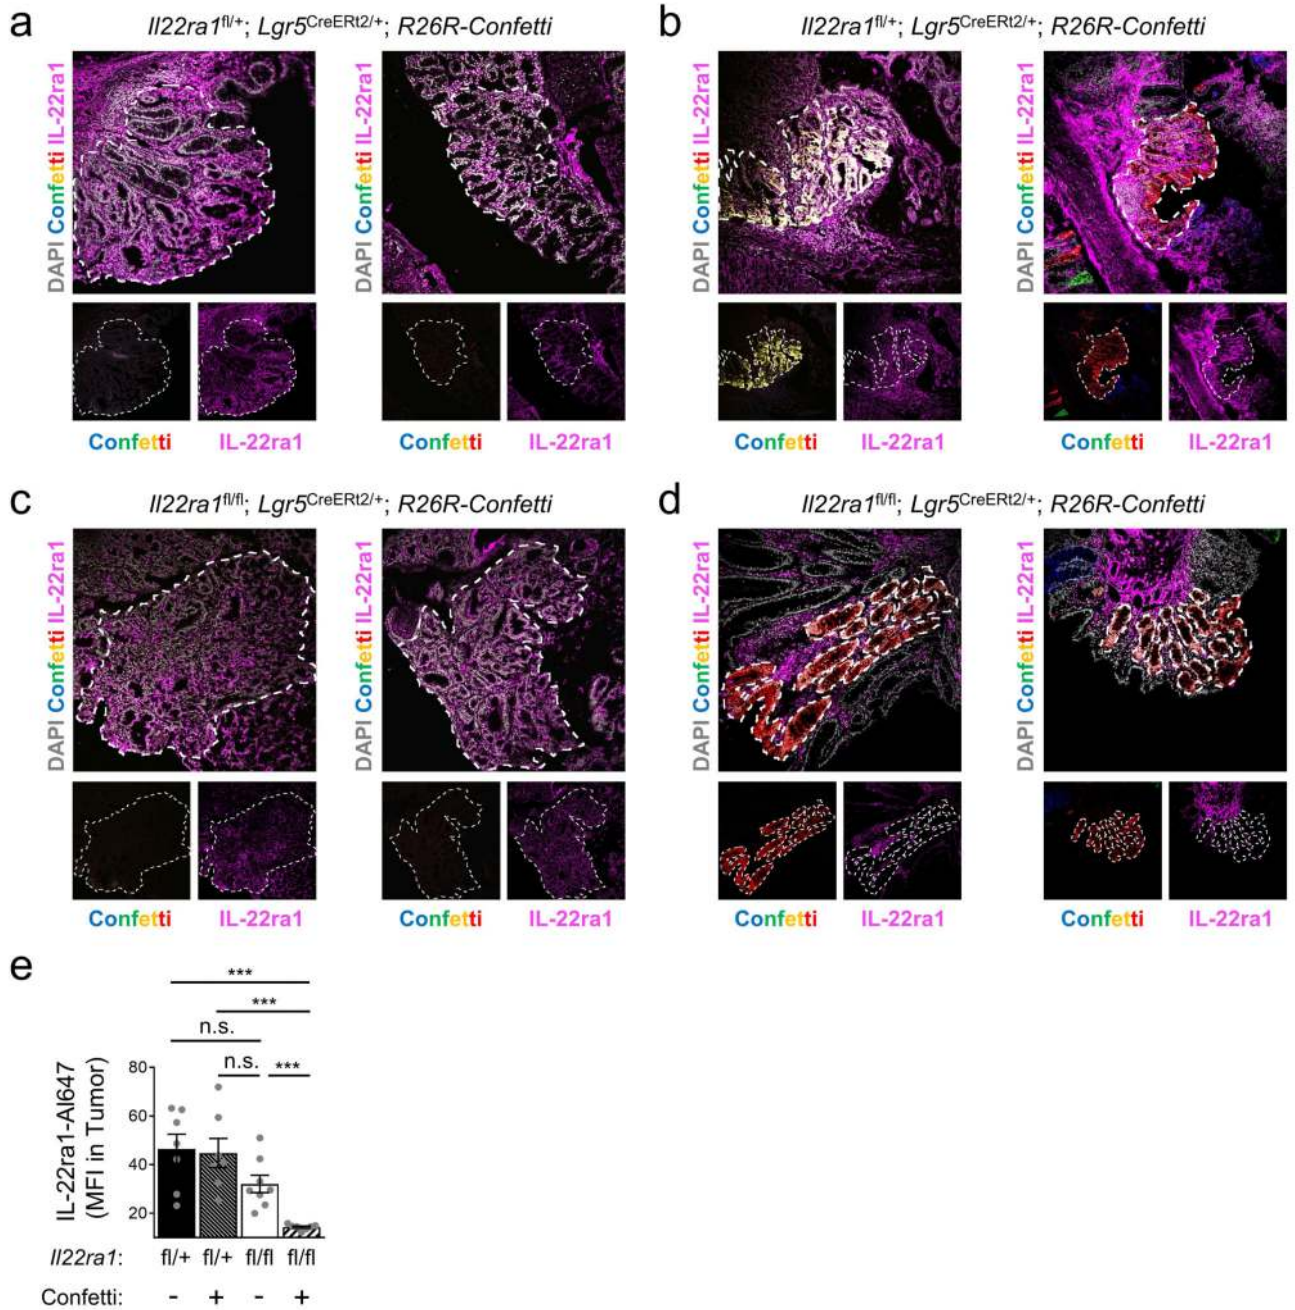 a
Il22ra1fl/+; Lgr5CreERt2/+; R26R-Confetti
DAPI Confetti IL-22ra1
DAPI Confetti IL-22ra1
Confetti
IL-22ra1
Confetti
IL-22ra1
b
Il22ra1fl/+; Lgr5CreERt2/+; R26R-Confetti
DAPI Confetti IL-22ra1
DAPI Confetti IL-22ra1
Confetti
IL-22ra1
Confetti
IL-22ra1
c
Il22ra1fl/fl; Lgr5CreERt2/+; R26R-Confetti
DAPI Confetti IL-22ra1
DAPI Confetti IL-22ra1
Confetti
IL-22ra1
Confetti
IL-22ra1
d
Il22ra1fl/fl; Lgr5CreERt2/+; R26R-Confetti
DAPI Confetti IL-22ra1
DAPI Confetti IL-22ra1
Confetti
IL-22ra1
Confetti
IL-22ra1
e
***
***
n.s.
n.s. ***
IL-22ra1-Al647
(MFI in Tumor)
80
60
40
20
Il22ra1: fl/+ fl/+ fl/fl fl/fl
Confetti: - + - +